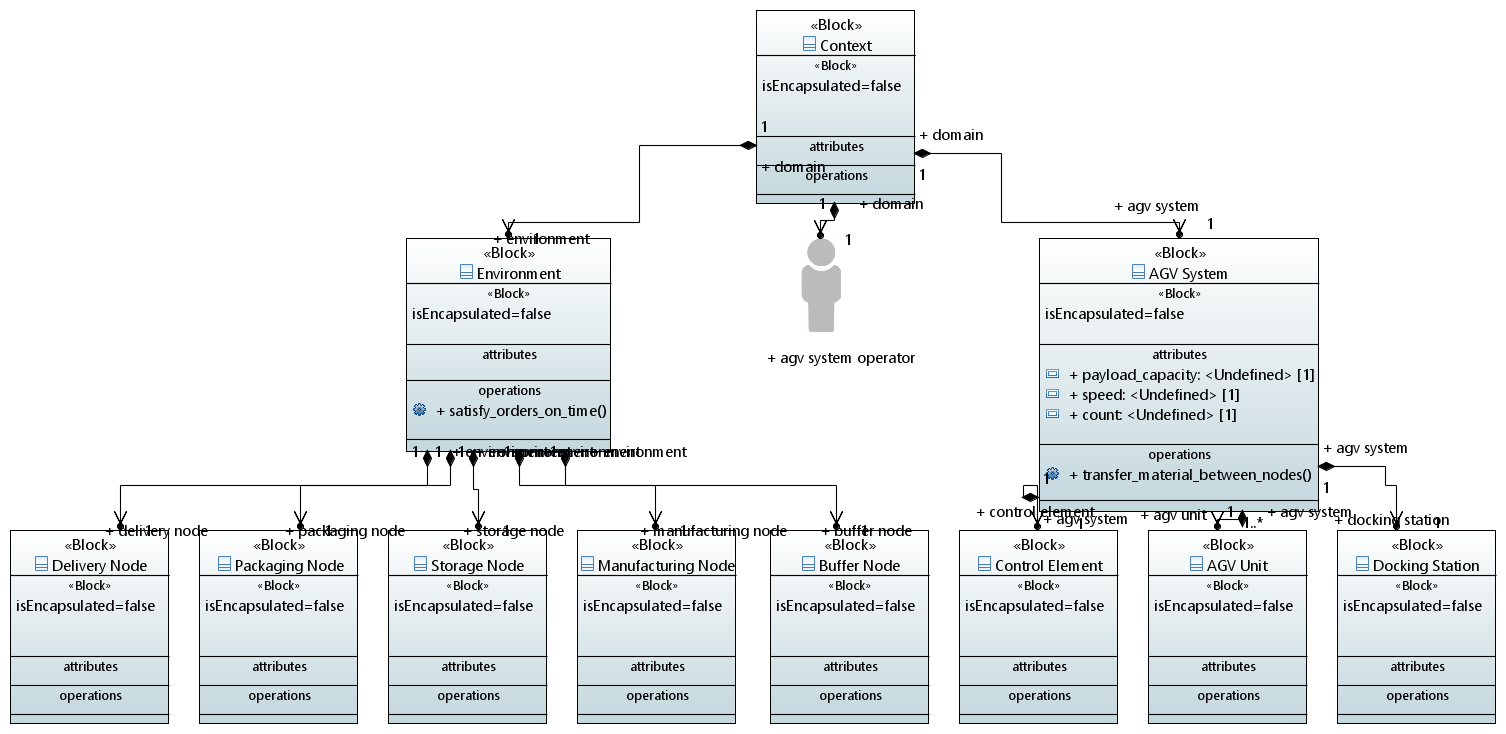 «Block»
Context
«Block»
isEncapsulated=false
1
attributes
+ domain
operations
+ domain
1
1
+ domain
1
+ agv system operator
+ environment
1
«Block»
Environment
«Block»
isEncapsulated=false
attributes
operations
+ satisfy_orders_on_time()
+ agv system
1
«Block»
AGV System
«Block»
isEncapsulated=false
attributes
+ payload_capacity: <Undefined> [1]
+ speed: <Undefined> [1]
+ count: <Undefined> [1]
operations
+ transfer_material_between_nodes()
1
1
+ environment
+ agv system
1
1
+ control element
1
+ agv system
+ agv unit
1
1..*
+ agv system
+ docking station
1
+ delivery node
1
«Block»
Delivery Node
«Block»
isEncapsulated=false
attributes
operations
+ packaging node
1
«Block»
Packaging Node
«Block»
isEncapsulated=false
attributes
operations
+ storage node
1
«Block»
Storage Node
«Block»
isEncapsulated=false
attributes
operations
+ manufacturing node
1
«Block»
Manufacturing Node
«Block»
isEncapsulated=false
attributes
operations
+ buffer node
1
«Block»
Buffer Node
«Block»
isEncapsulated=false
attributes
operations
«Block»
Control Element
«Block»
isEncapsulated=false
attributes
operations
«Block»
AGV Unit
«Block»
isEncapsulated=false
attributes
operations
«Block»
Docking Station
«Block»
isEncapsulated=false
attributes
operations